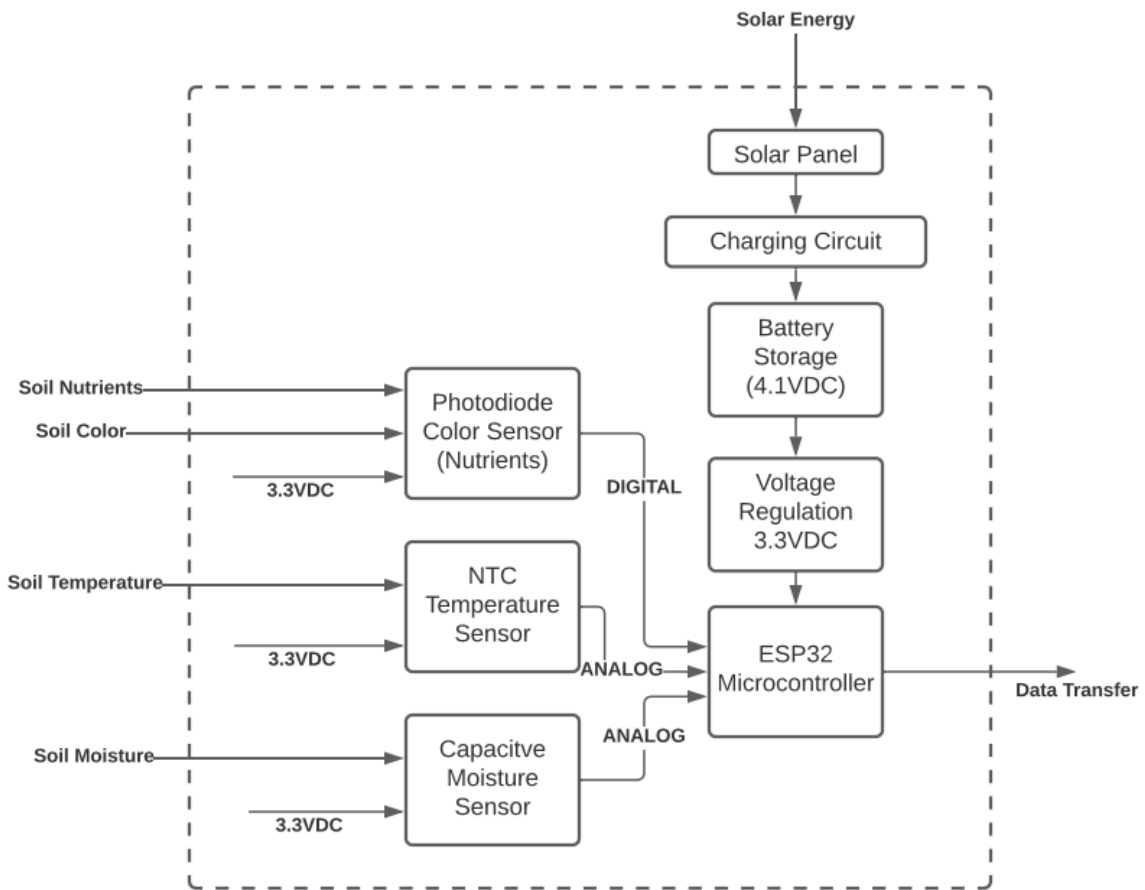 Solar Energy
Solar Panel
Charging Circuit
Battery
Storage
(4.1VDC)
Soil Nutrients
Soil Color
3.3VDC
Photodiode
Color Sensor
(Nutrients)
DIGITAL
Voltage
Regulation
3.3VDC
Soil Temperature
3.3VDC
NTC
Temperature
Sensor
ANALOG
ESP32
Microcontroller
Data Transfer
Soil Moisture
3.3VDC
Capacitve
Moisture
Sensor
ANALOG